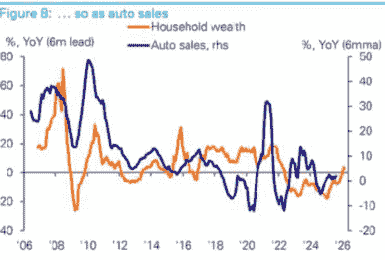 Figure 8: ... so as auto sales
Household wealth
%, YoY (6m lead)
Auto sales, rhs
%, YoY (6mma)
80 50
60 40
40 30
20 20
10
0 0
20 -10
40 -20
'06 '08 '10 '12 '14 '16 '18 '20 '22 '24 '26